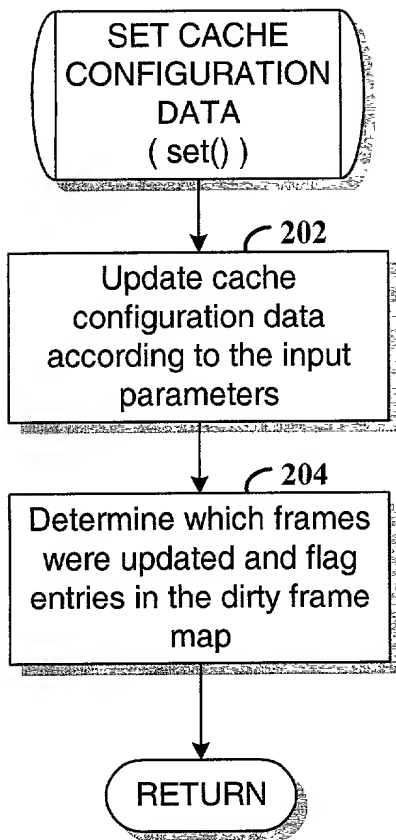 SET CACHE
CONFIGURATION
DATA
( set() )
202
Update cache
configuration data
according to the input
parameters
204
Determine which frames
were updated and flag
entries in the dirty frame
map
RETURN